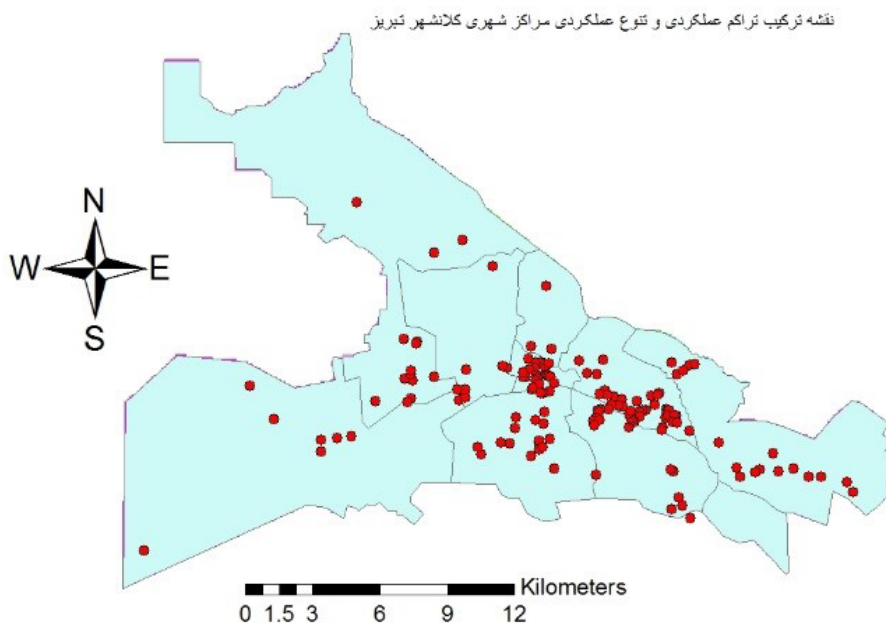 نقشه ترکیب تراکم عملکردی و تنوع عملکردی مراکز شهری کلانشهر تبریز
N
W E
S
Kilometers
0 1.5 3 6 9 12